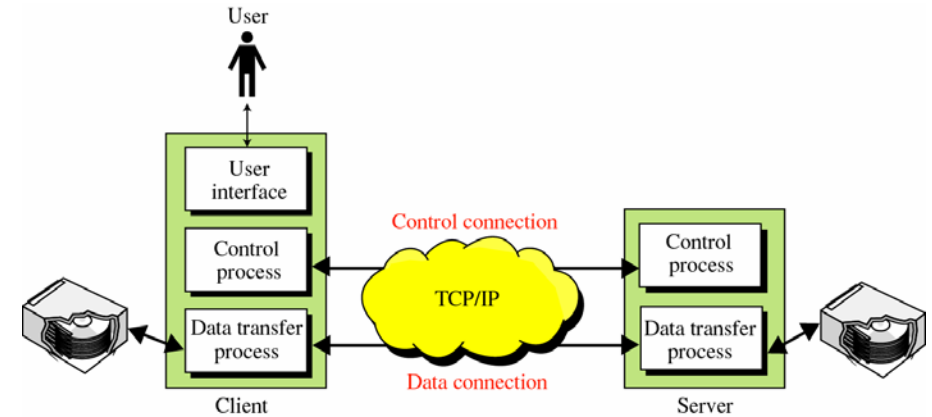 User
User
interface
Control connection
Control
process
Control
process
TCP/IP
Data transfer
process
Data transfer
process
Data connection
Client
Server